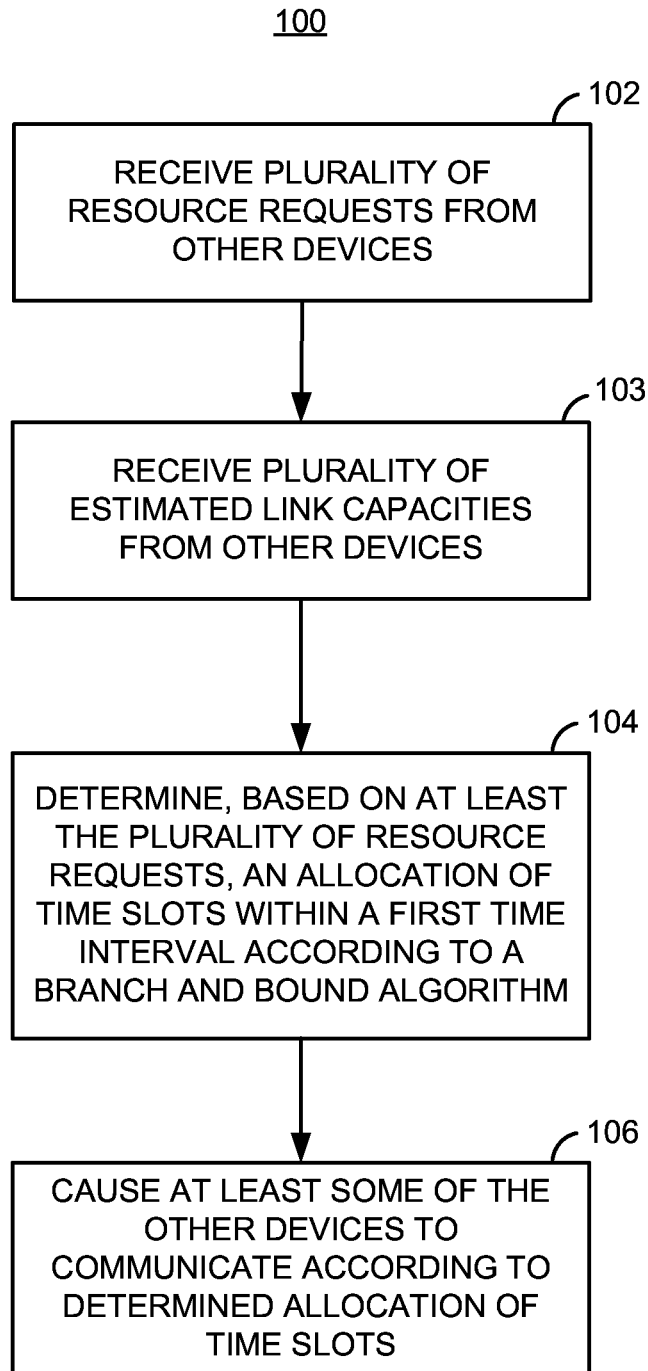 100
102
RECEIVE PLURALITY OF
RESOURCE REQUESTS FROM
OTHER DEVICES
103
RECEIVE PLURALITY OF
ESTIMATED LINK CAPACITIES
FROM OTHER DEVICES
104
DETERMINE, BASED ON AT LEAST
THE PLURALITY OF RESOURCE
REQUESTS, AN ALLOCATION OF
TIME SLOTS WITHIN A FIRST TIME
INTERVAL ACCORDING TO A
BRANCH AND BOUND ALGORITHM
106
CAUSE AT LEAST SOME OF THE
OTHER DEVICES TO
COMMUNICATE ACCORDING TO
DETERMINED ALLOCATION OF
TIME SLOTS